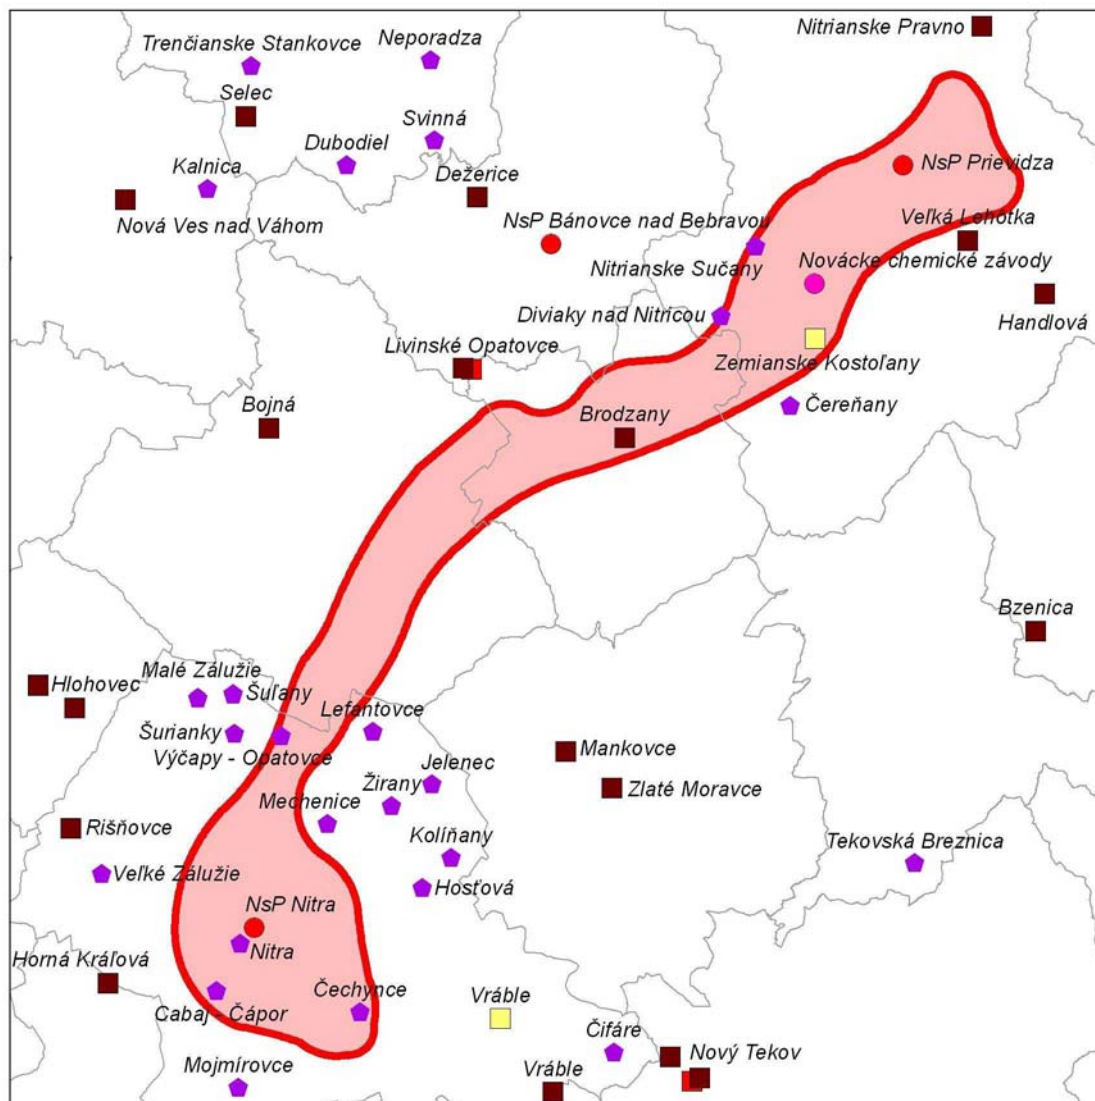 Nitrianske Pravno
Trenčianske Stankovce
Neporadza
Selec
Svinná
Dubodiel
Kalnica
Dežerice
NsP Prievidza
Nová Ves nad Váhom
NsP Bánovce nad Bebravou
Veľká Lehôtka
Nitrianske Sučany
Novácke chemické závody
Diviaky nad Nitricou
Handlová
Livinské Opatovce
Zemianske Kostoľany
Bojná
Brodzany
Čereňany
Bzenica
Malé Zálužie
Hlohovec
Šuľany
Lefantovce
Šurianky
Výčapy - Opatovce
Mankovce
Jelenec
Žirany
Zlaté Moravce
Mechenice
Rišňovce
Kolíňany
Tekovská Breznica
Veľké Zálužie
Hosťová
NsP Nitra
Nitra
Horná Kráľová
Čechynce
Vráble
Cabaj - Čápor
Čifáre
Nový Tekov
Mojmírovce
Vráble